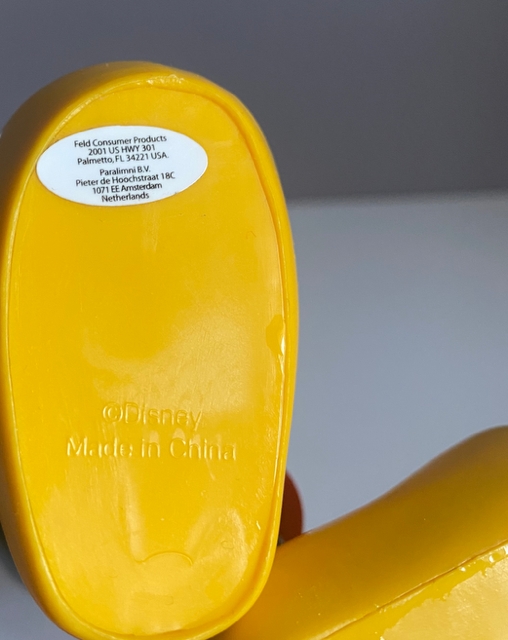 Feld Consumer Products
2001 US HWY 301
Palmetto, FL 34221 USA.
Paralimni B.V.
Pieter de Hoochstraat 18C
1071 EE Amsterdam
Netherlands
©Disney
Made in China